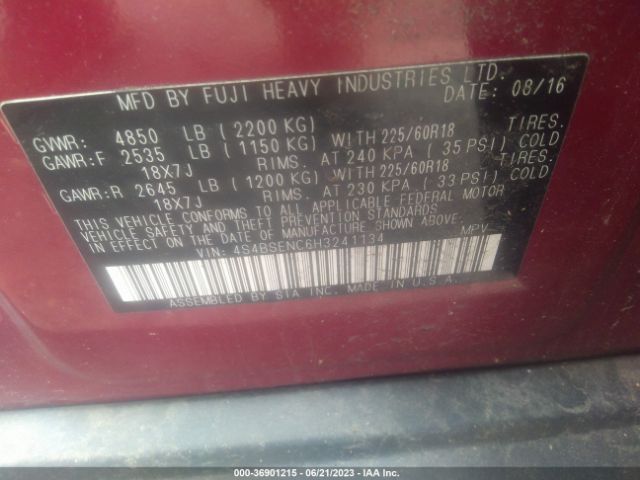 MFD BY FUJI HEAVY INDUSTRIES LTD.
DATE: 08/16
GVWR: 4850 LB (2200 KG)
GAWR:F 2535 LB (1150 KG) WITH 225/60R18 TIRES.
18X7J RIMS. AT 240 KPA (35 PSI) COLD
GAWR:R 2645 LB (1200 KG) WITH 225/60R18 TIRES.
18X7J RIMS. AT 230 KPA (33 PSI) COLD
THIS VEHICLE CONFORMS TO ALL APPLICABLE FEDERAL MOTOR
VEHICLE SAFETY AND THEFT PREVENTION STANDARDS
IN EFFECT ON THE DATE OF MANUFACTURE SHOWN ABOVE.
VIN: 4S4BSENC6H3241134 MPV
ASSEMBLED BY SIA INC. MADE IN U.S.A.
000-36901215 - 06/21/2023 - IAA Inc.